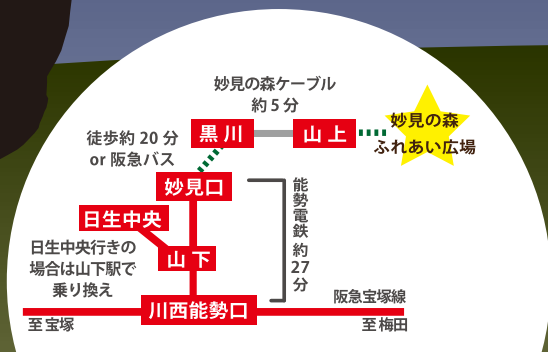 妙見の森ケーブル
約５分
黒川
山上
妙見の森
ふれあい広場
徒歩約 20 分
or 阪急バス
妙見口
日生中央
能勢電鉄 約27分
日生中央行きの
場合は山下駅で
乗り換え
山下
川西能勢口
阪急宝塚線
至 宝塚
至 梅田